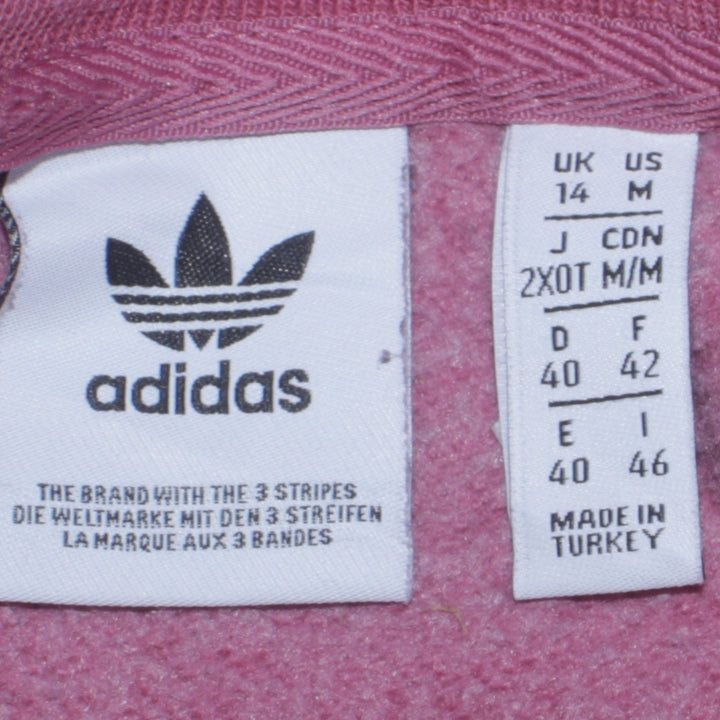 adidas
THE BRAND WITH THE 3 STRIPES
DIE WELTMARKE MIT DEN 3 STREIFEN
LA MARQUE AUX 3 BANDES
UK US
14 M
J CDN
2XOT M/M
D F
40 42
E I
40 46
MADE IN
TURKEY